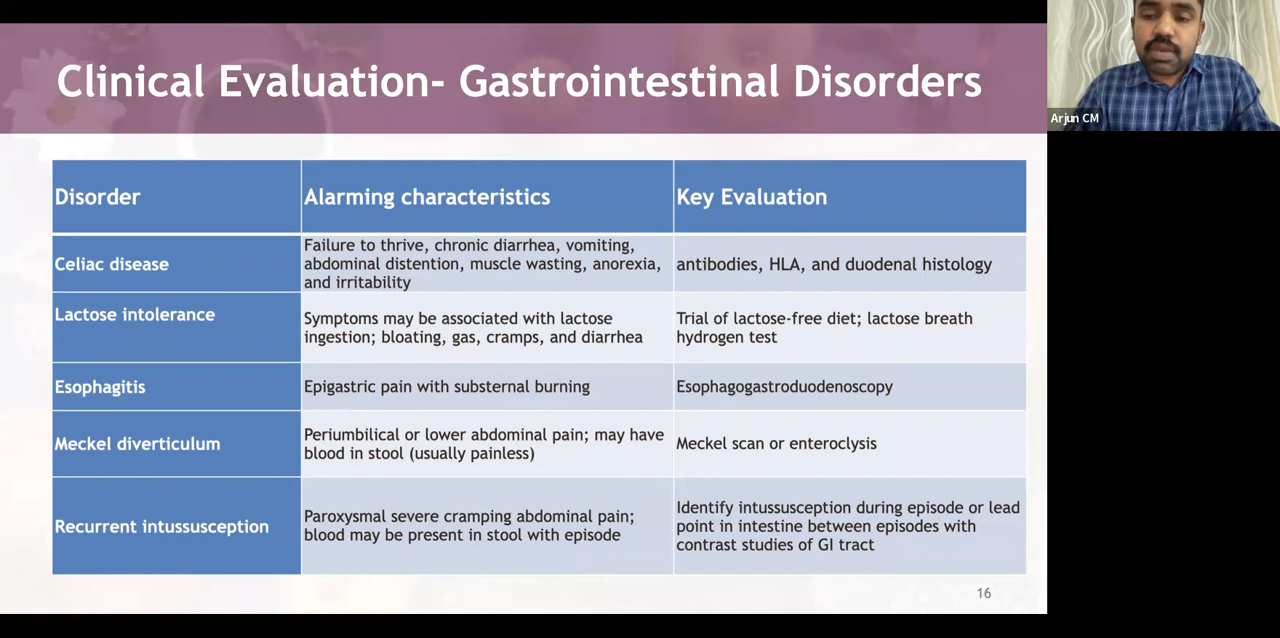 Clinical Evaluation- Gastrointestinal Disorders
Arjun CM
Disorder
Alarming characteristics
Key Evaluation
Celiac disease
Failure to thrive, chronic diarrhea, vomiting,
abdominal distention, muscle wasting, anorexia,
and irritability
antibodies, HLA, and duodenal histology
Lactose intolerance
Symptoms may be associated with lactose
ingestion; bloating, gas, cramps, and diarrhea
Trial of lactose-free diet; lactose breath
hydrogen test
Esophagitis
Epigastric pain with substernal burning
Esophagogastroduodenoscopy
Meckel diverticulum
Periumbilical or lower abdominal pain; may have
blood in stool (usually painless)
Meckel scan or enteroclysis
Recurrent intussusception
Paroxysmal severe cramping abdominal pain;
blood may be present in stool with episode
Identify intussusception during episode or lead
point in intestine between episodes with
contrast studies of GI tract
16